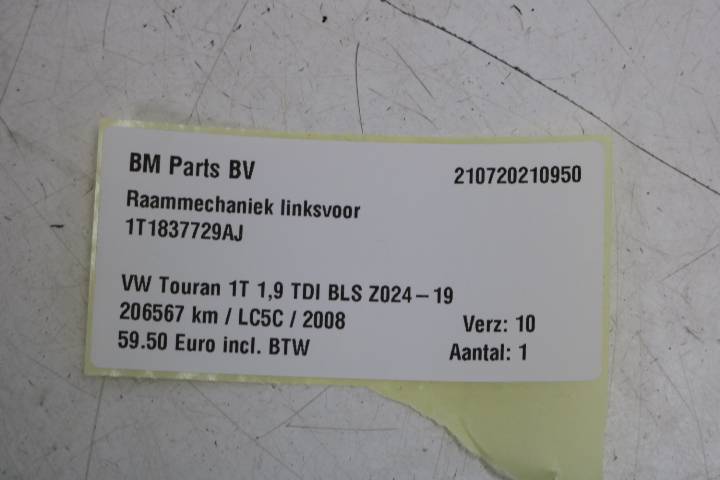 BM Parts BV 210720210950
Raammechaniek linksvoor
1T1837729AJ
VW Touran 1T 1,9 TDI BLS Z024-19
206567 km / LC5C / 2008 Verz: 10
59.50 Euro incl. BTW Aantal: 1